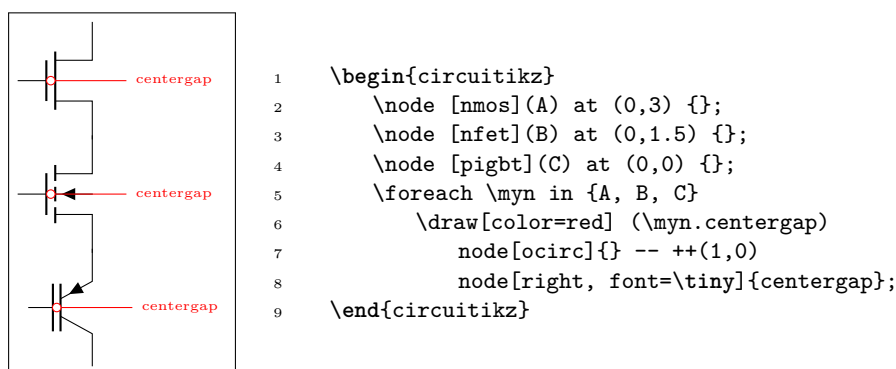 centergap
centergap
centergap
1 \begin{circuitikz}
2 \node [nmos](A) at (0,3) {};
3 \node [nfet](B) at (0,1.5) {};
4 \node [pigbt](C) at (0,0) {};
5 \foreach \myn in {A, B, C}
6 \draw[color=red] (\myn.centergap)
7 node[ocirc]{} -- ++(1,0)
8 node[right, font=\tiny]{centergap};
9 \end{circuitikz}